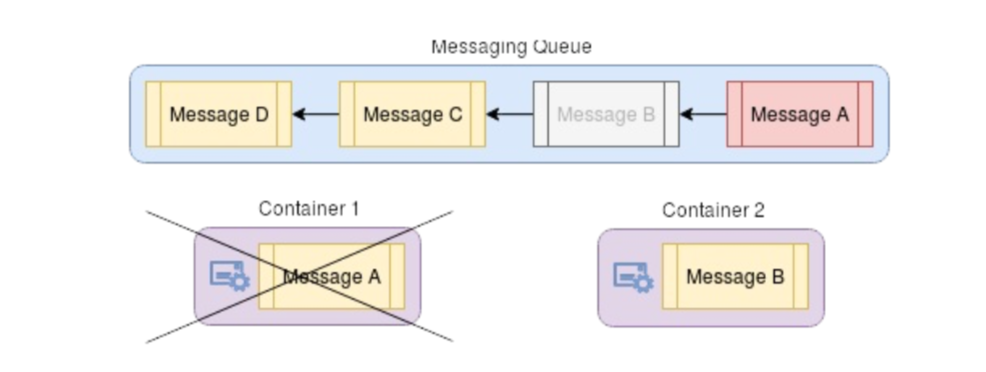 Messaging Queue
Message D
Message C
Message B
Message A
Container 1
Container 2
Message A
Message B